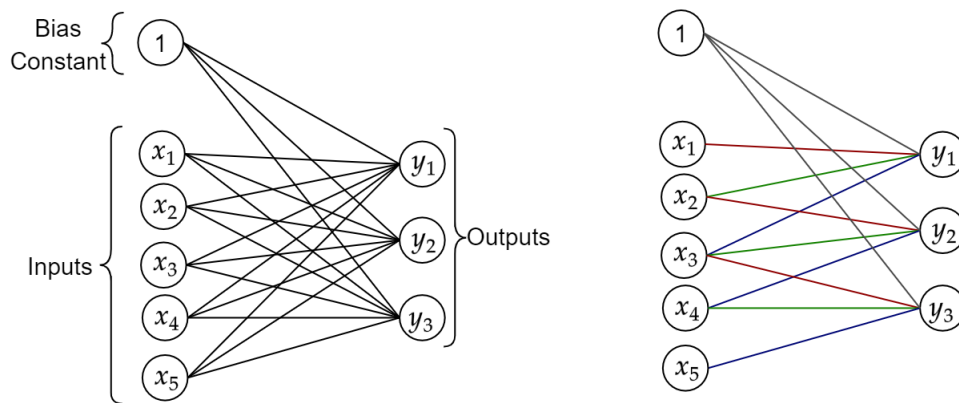 Bias
Constant
1
x₁
x₂
x₃
x₄
x₅
Inputs
y₁
y₂
y₃
Outputs
1
x₁
x₂
x₃
x₄
x₅
y₁
y₂
y₃